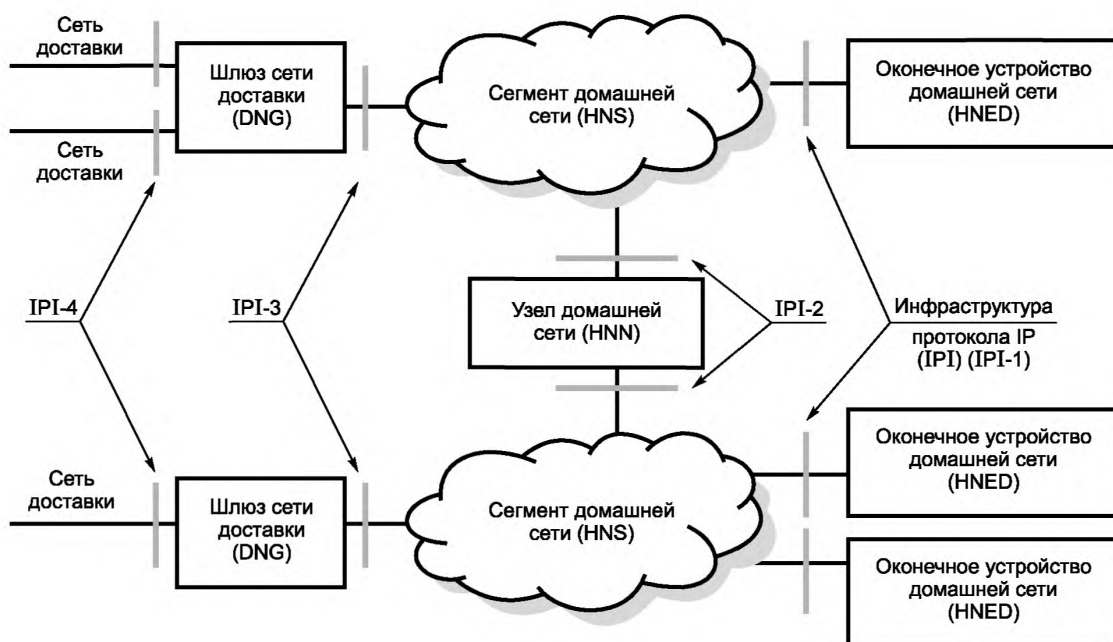 Сеть
доставки
Шлюз сети
доставки
(DNG)
Сеть
доставки
Сегмент домашней
сети (HNS)
Оконечное устройство
домашней сети
(HNED)
IPI-4
IPI-3
Узел домашней
сети (HNN)
IPI-2
Инфраструктура
протокола IP
(IPI) (IPI-1)
Сеть
доставки
Шлюз сети
доставки
(DNG)
Сегмент домашней
сети (HNS)
Оконечное устройство
домашней сети
(HNED)
Оконечное устройство
домашней сети
(HNED)